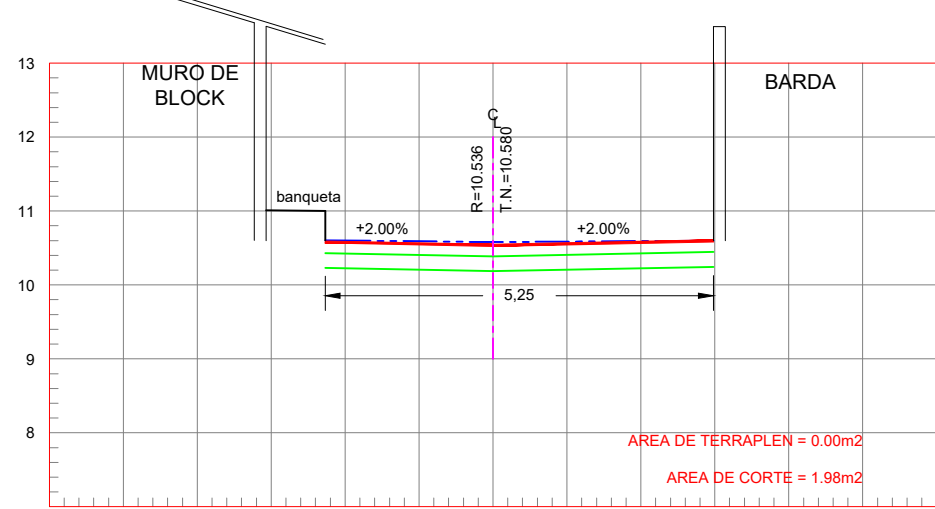 13
MURO DE
BLOCK
BARDA
12
CL
R=10.536
T.N.=10.580
banqueta
11
+2.00%
+2.00%
10
5,25
9
8
AREA DE TERRAPLEN = 0.00m2
AREA DE CORTE = 1.98m2